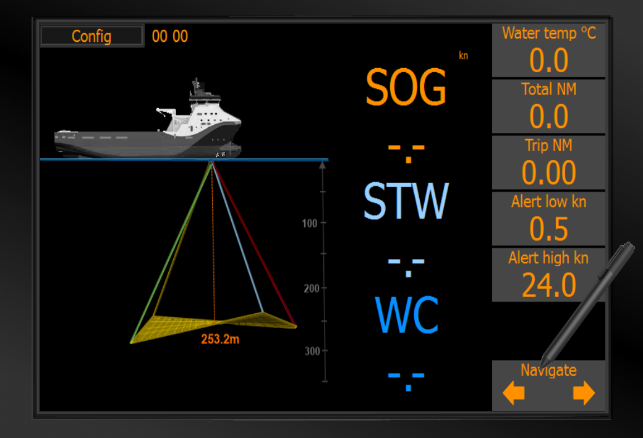 Config
00 00
kn
SOG
-.-
STW
-.-
WC
-.-
100
200
300
253.2m
Water temp °C
0.0
Total NM
0.0
Trip NM
0.00
Alert low kn
0.5
Alert high kn
24.0
Navigate